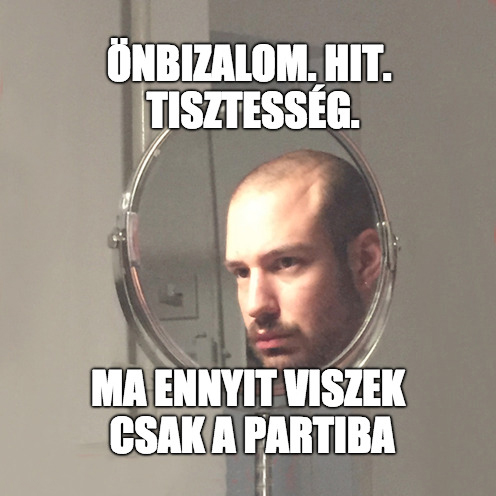 ÖNBIZALOM. HIT.
TISZTESSÉG.
MA ENNYIT VISZEK
CSAK A PARTIBA